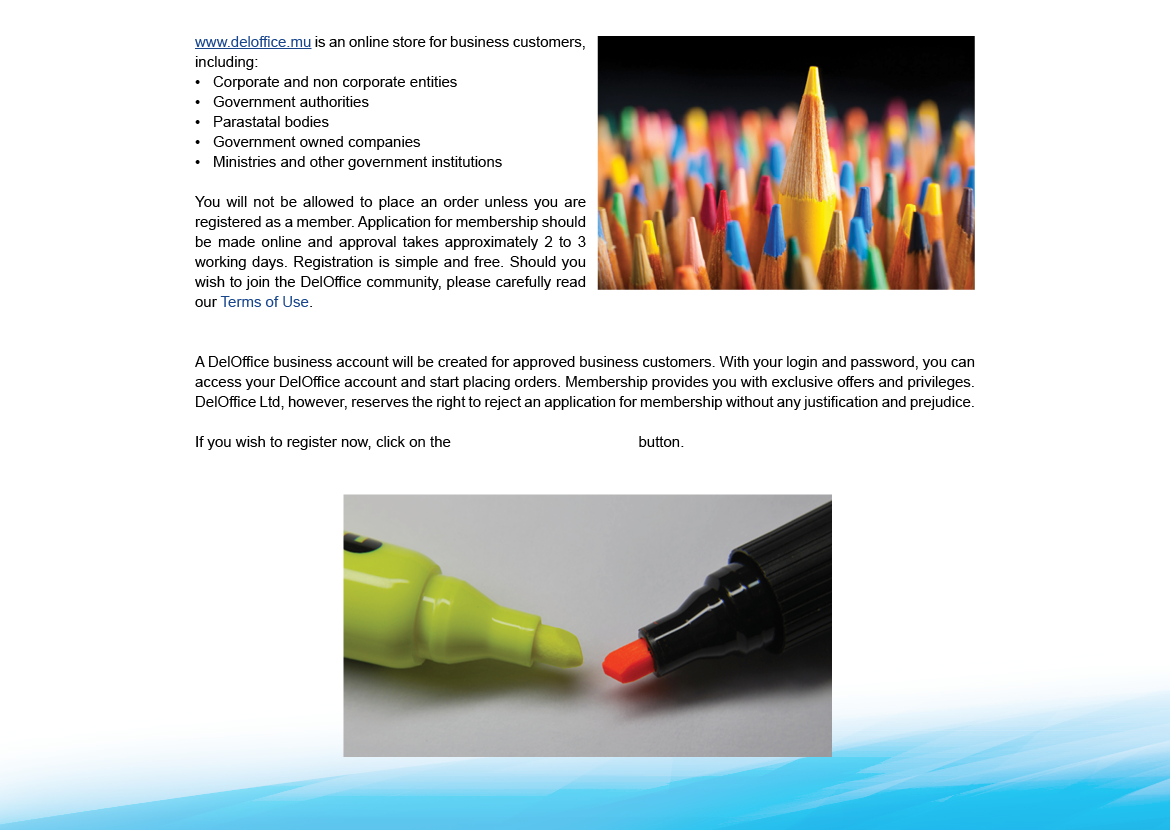 www.deloffice.mu is an online store for business customers,
including:
• Corporate and non corporate entities
• Government authorities
• Parastatal bodies
• Government owned companies
• Ministries and other government institutions
You will not be allowed to place an order unless you are
registered as a member. Application for membership should
be made online and approval takes approximately 2 to 3
working days. Registration is simple and free. Should you
wish to join the DelOffice community, please carefully read
our Terms of Use.
A DelOffice business account will be created for approved business customers. With your login and password, you can
access your DelOffice account and start placing orders. Membership provides you with exclusive offers and privileges.
DelOffice Ltd, however, reserves the right to reject an application for membership without any justification and prejudice.
If you wish to register now, click on the button.